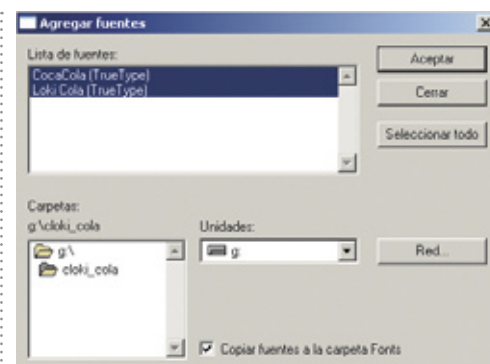 Agregar fuentes
Lista de fuentes:
CocaCola (TrueType)
Loki Cola (TrueType)
Aceptar
Cerrar
Seleccionar todo
Carpetas:
g:\cloki_cola
g:\
cloki_cola
Unidades:
g:
Red...
Copiar fuentes a la carpeta Fonts